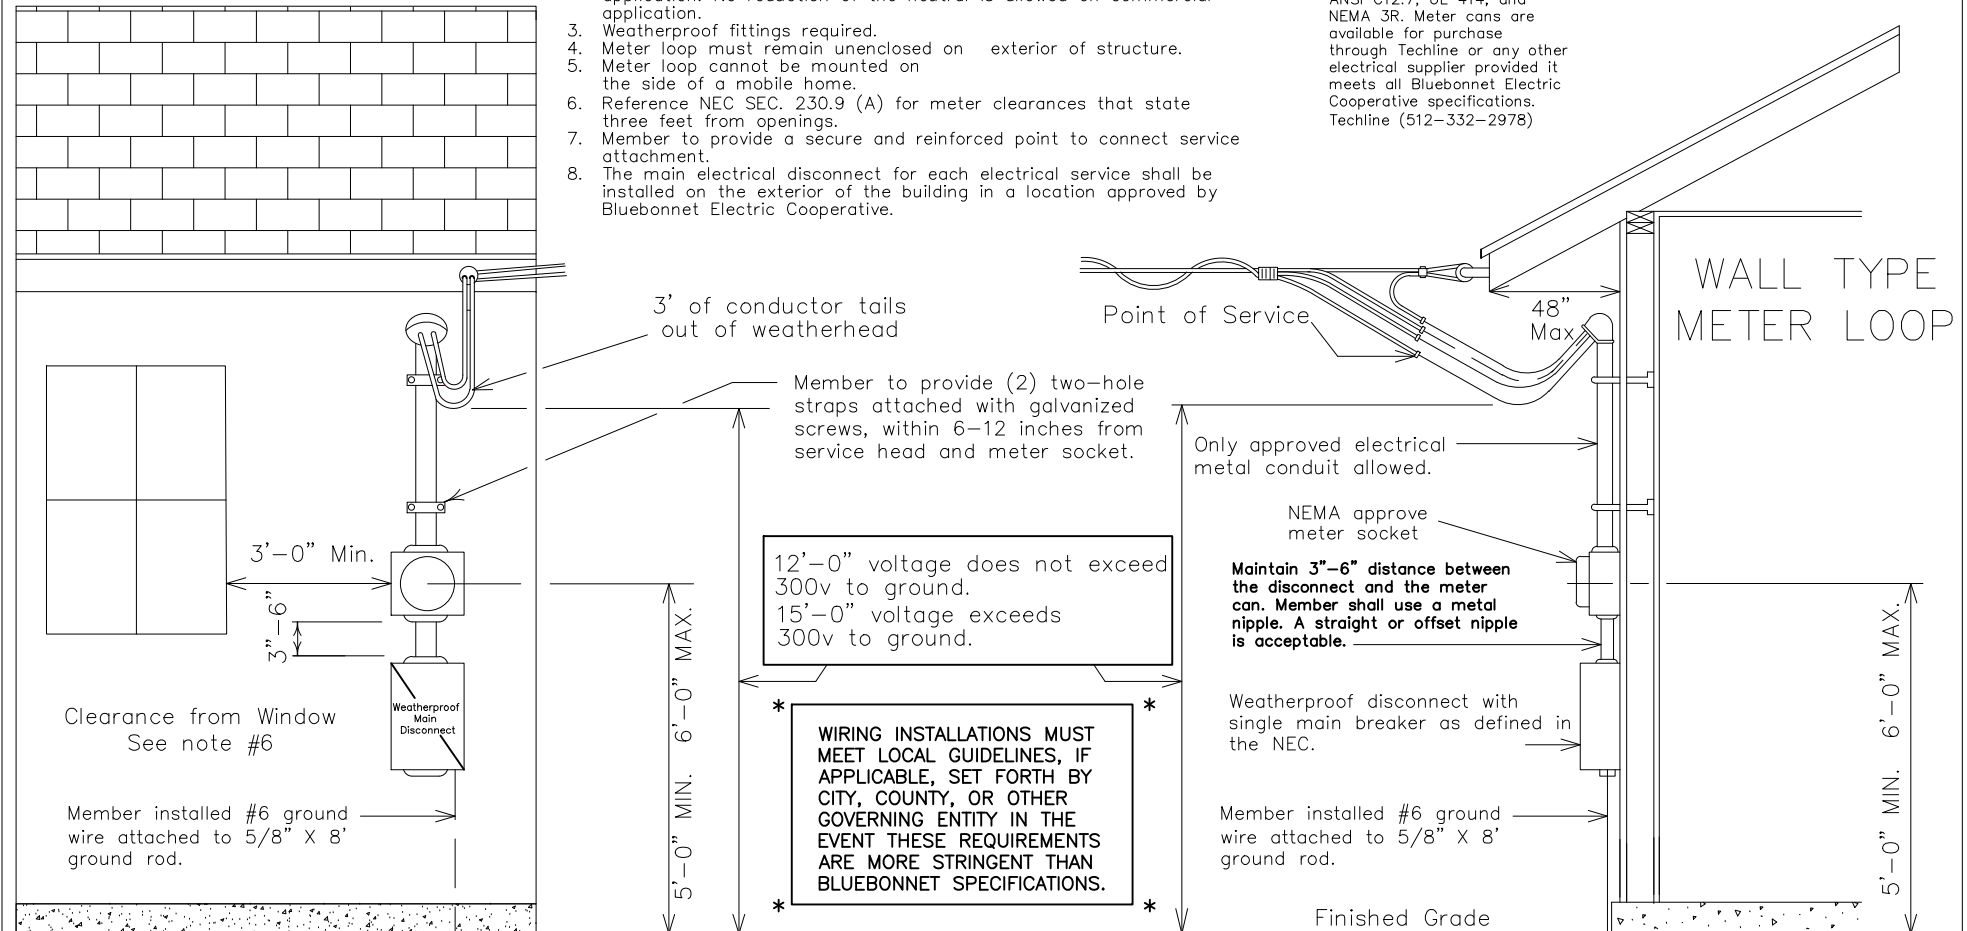 application. No reduction of the neutral is allowed on commercial
application.
3. Weatherproof fittings required.
4. Meter loop must remain unenclosed on exterior of structure.
5. Meter loop cannot be mounted on
the side of a mobile home.
6. Reference NEC SEC. 230.9 (A) for meter clearances that state
three feet from openings.
7. Member to provide a secure and reinforced point to connect service
attachment.
8. The main electrical disconnect for each electrical service shall be
installed on the exterior of the building in a location approved by
Bluebonnet Electric Cooperative.
ANSI C12.7, UL 414, and
NEMA 3R. Meter cans are
available for purchase
through Techline or any other
electrical supplier provided it
meets all Bluebonnet Electric
Cooperative specifications.
Techline (512-332-2978)
WALL TYPE
METER LOOP
3' of conductor tails
out of weatherhead
Point of Service
48"
Max
Member to provide (2) two-hole
straps attached with galvanized
screws, within 6-12 inches from
service head and meter socket.
Only approved electrical
metal conduit allowed.
NEMA approve
meter socket
3'-0" Min.
3"-6"
12'-0" voltage does not exceed
300v to ground.
15'-0" voltage exceeds
300v to ground.
Maintain 3"-6" distance between
the disconnect and the meter
can. Member shall use a metal
nipple. A straight or offset nipple
is acceptable.
Weatherproof
Main
Disconnect
Clearance from Window
See note #6
5'-0" MIN. 6'-0" MAX.
* *
WIRING INSTALLATIONS MUST
MEET LOCAL GUIDELINES, IF
APPLICABLE, SET FORTH BY
CITY, COUNTY, OR OTHER
GOVERNING ENTITY IN THE
EVENT THESE REQUIREMENTS
ARE MORE STRINGENT THAN
BLUEBONNET SPECIFICATIONS.
* *
Weatherproof disconnect with
single main breaker as defined in
the NEC.
5'-0" MIN. 6'-0" MAX.
Member installed #6 ground
wire attached to 5/8" X 8'
ground rod.
Member installed #6 ground
wire attached to 5/8" X 8'
ground rod.
Finished Grade